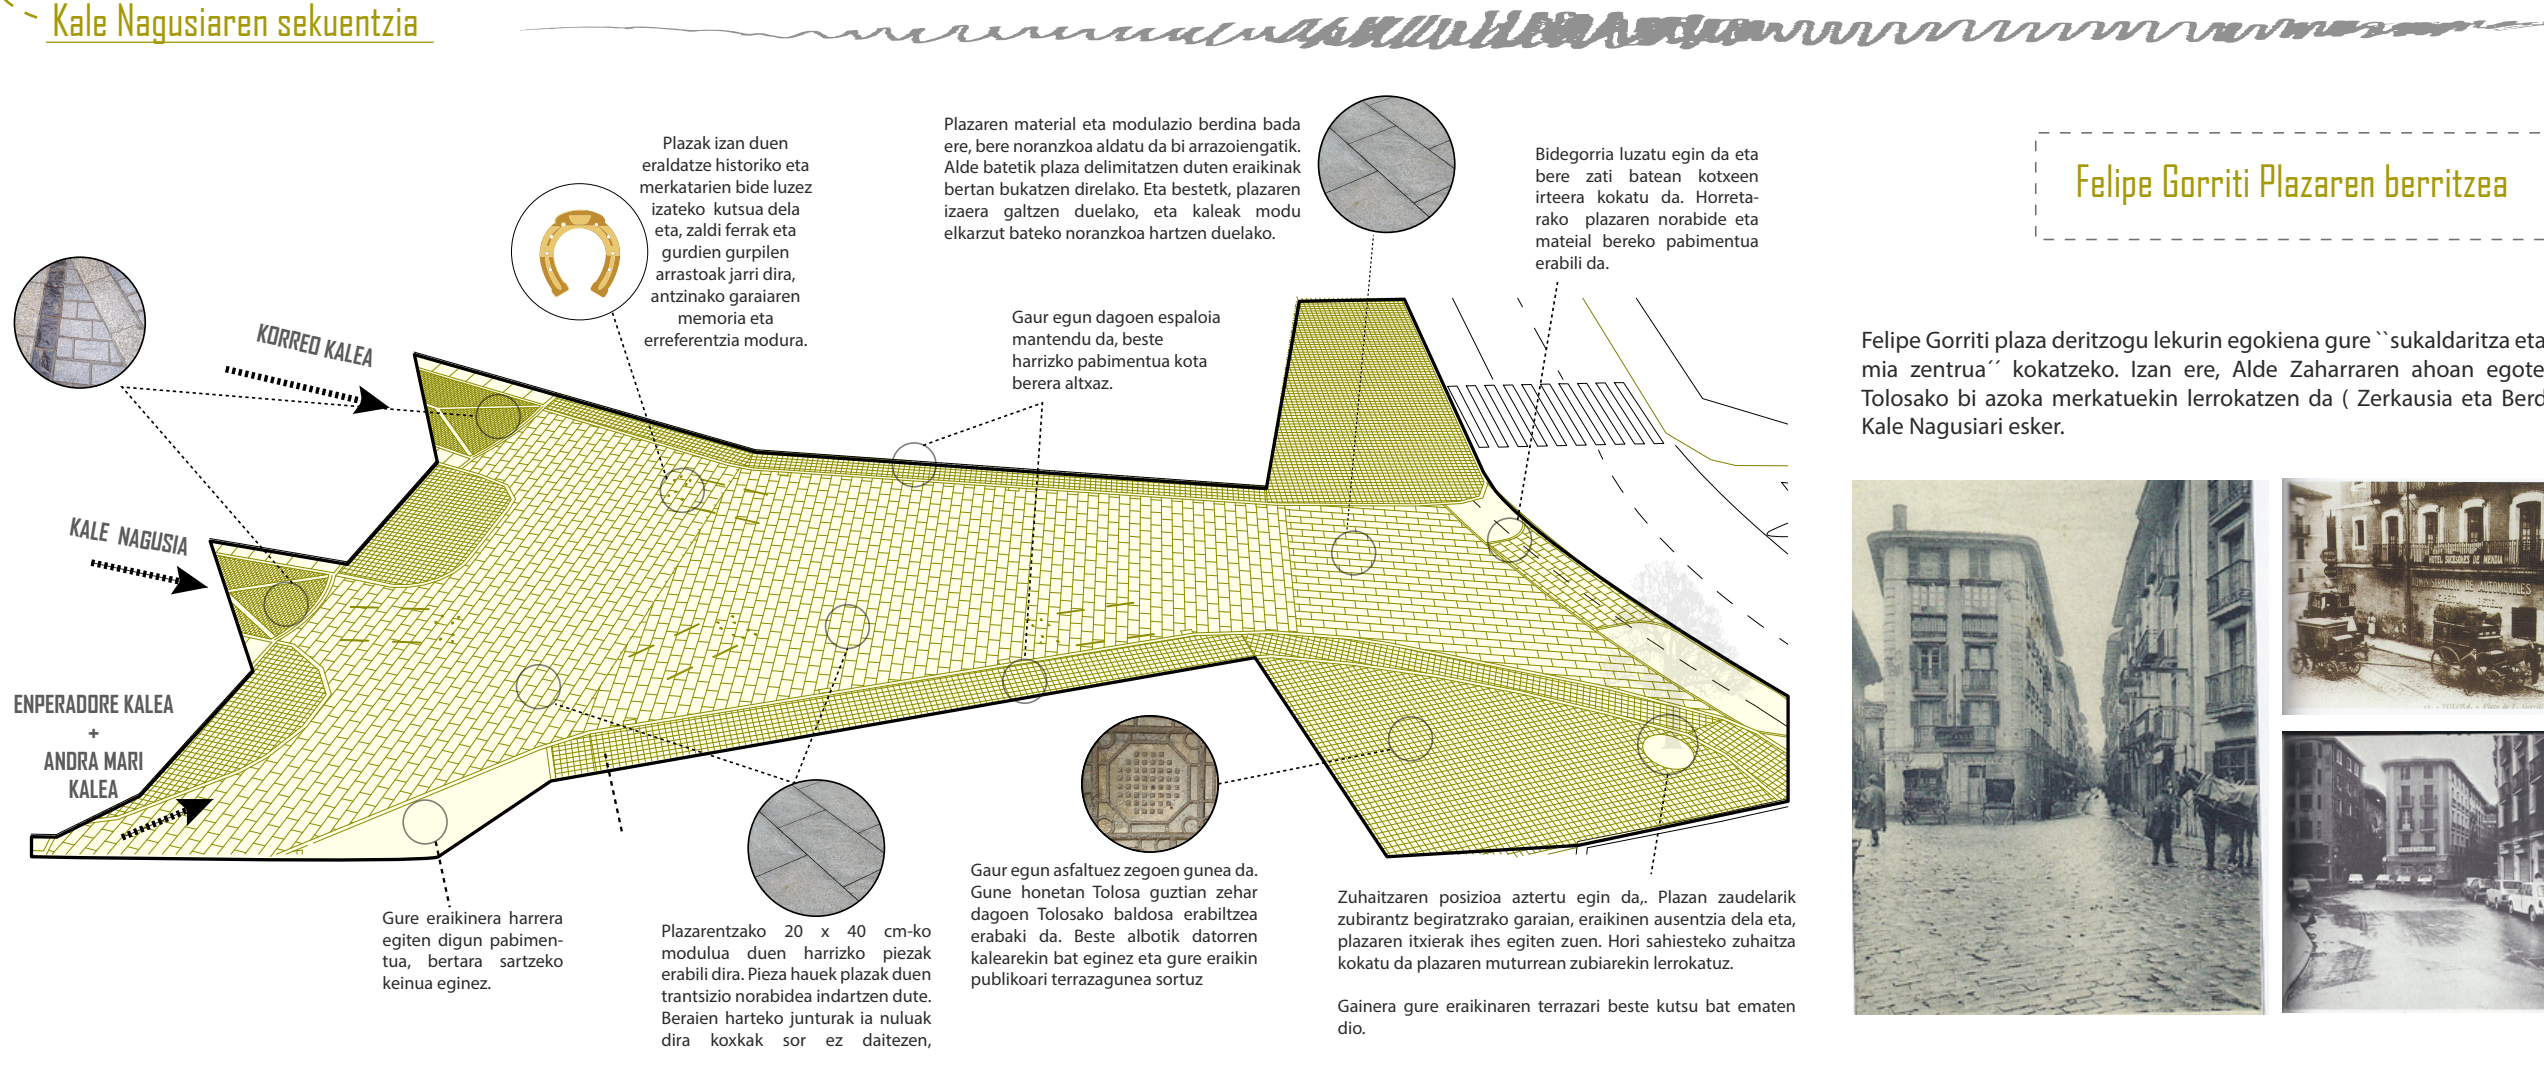 Kale Nagusiaren sekuentzia
Plazak izan duen
eraldatze historiko eta
merkatarien bide luzez
izateko kutsua dela
eta, zaldi ferrak eta
gurdien gurpilen
arrastoak jarri dira,
antzinako garaiaren
memoria eta
erreferentzia modura.
Plazaren material eta modulazio berdina bada
ere, bere noranzkoa aldatu da bi arrazoiengatik.
Alde batetik plaza delimitatzen duten eraikinak
bertan bukatzen direlako. Eta bestetk, plazaren
izaera galtzen duelako, eta kaleak modu
elkarzut bateko noranzkoa hartzen duelako.
Bidegorria luzatu egin da eta
bere zati batean kotxeen
irteera kokatu da. Horreta-
rako plazaren norabide eta
mateial bereko pabimentua
erabili da.
Gaur egun dagoen espaloia
mantendu da, beste
harrizko pabimentua kota
berera altxaz.
KORREO KALEA
KALE NAGUSIA
ENPERADORE KALEA
+
ANDRA MARI
KALEA
Gure eraikinera harrera
egiten digun pabimen-
tua, bertara sartzeko
keinua eginez.
Plazarentzako 20 x 40 cm-ko
modulua duen harrizko piezak
erabili dira. Pieza hauek plazak duen
trantsizio norabidea indartzen dute.
Beraien harteko junturak ia nuluak
dira koxkak sor ez daitezen,
Gaur egun asfaltuez zegoen gunea da.
Gune honetan Tolosa guztian zehar
dagoen Tolosako baldosa erabiltzea
erabaki da. Beste albotik datorren
kalearekin bat eginez eta gure eraikin
publikoari terrazagunea sortuz
Zuhaitzaren posizioa aztertu egin da,. Plazan zaudelarik
zubirantz begiratzrako garaian, eraikinen ausentzia dela eta,
plazaren itxierak ihes egiten zuen. Hori sahiesteko zuhaitza
kokatu da plazaren muturrean zubiarekin lerrokatuz.
Gainera gure eraikinaren terrazari beste kutsu bat ematen
dio.
Felipe Gorriti Plazaren berritzea
Felipe Gorriti plaza deritzogu lekurin egokiena gure ``sukaldaritza eta
mia zentrua´´ kokatzeko. Izan ere, Alde Zaharraren ahoan egote
Tolosako bi azoka merkatuekin lerrokatzen da ( Zerkausia eta Berd
Kale Nagusiari esker.
HOTEL SUCESORES DE MENDIA
ADMINISTRACION DE AUTOMOVILES
TOLOSA. - Plaza de F. Gorriti